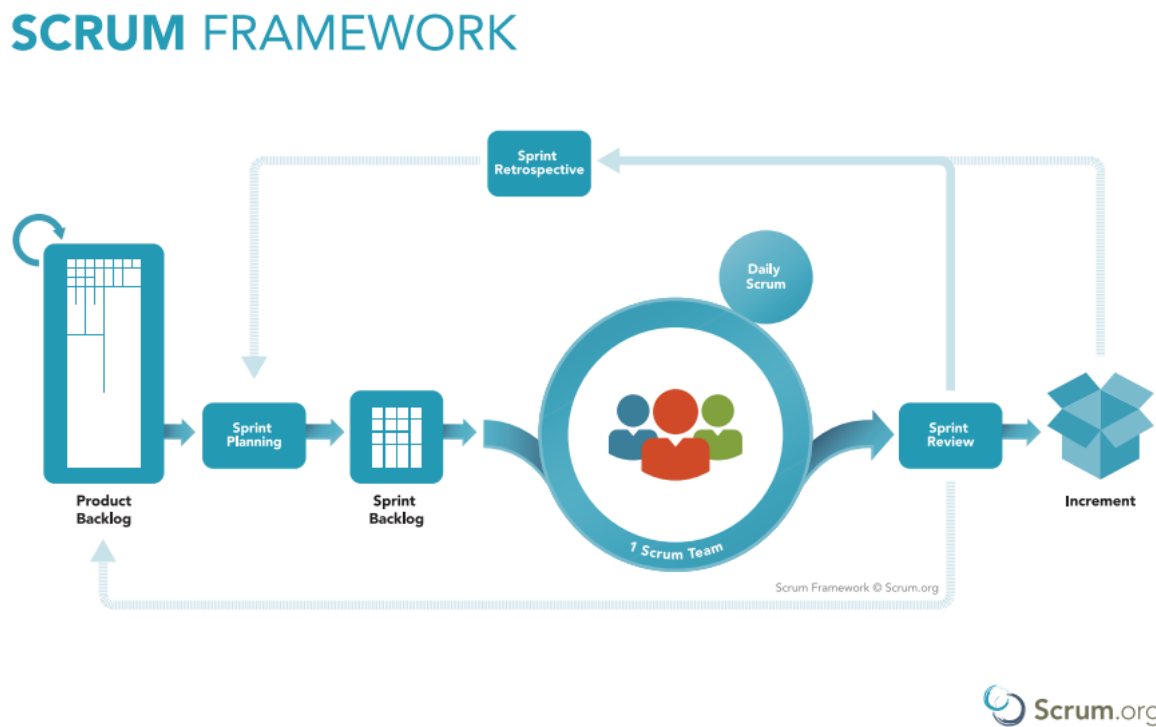 SCRUM FRAMEWORK
Sprint
Retrospective
Daily
Scrum
Sprint
Planning
Sprint
Review
Product
Backlog
Sprint
Backlog
1 Scrum Team
Increment
Scrum Framework © Scrum.org
Scrum.org